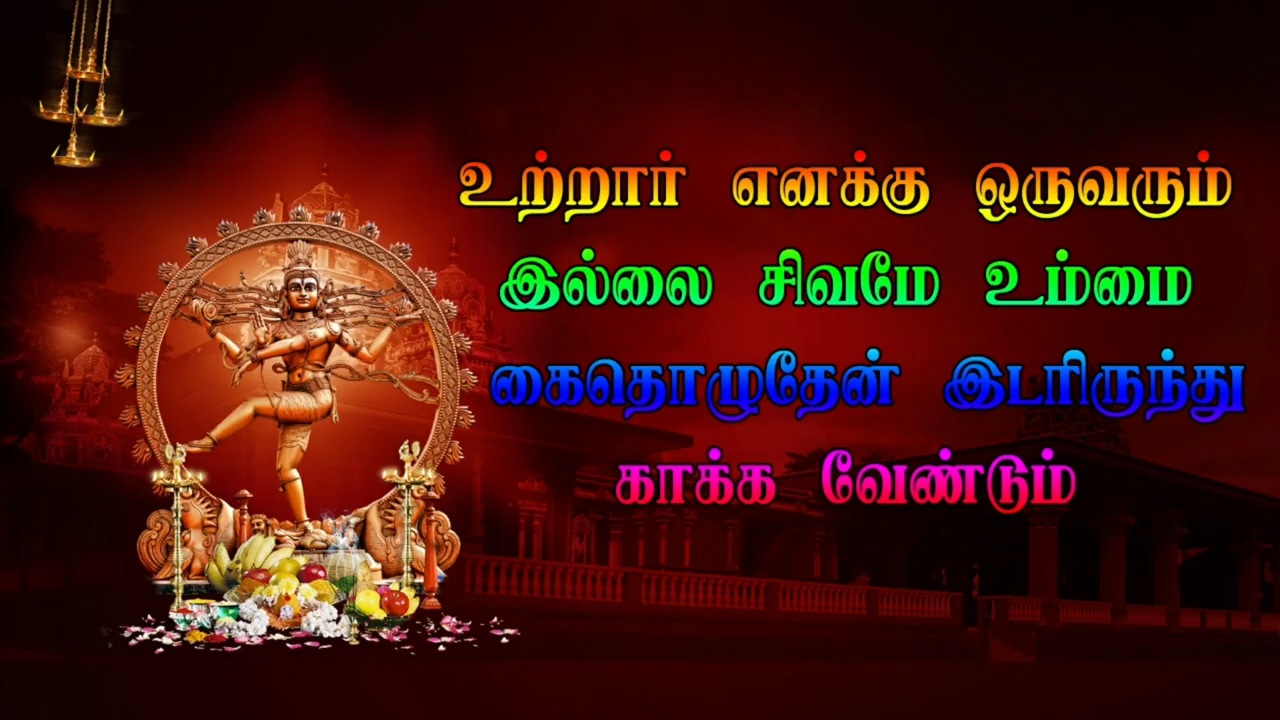 உற்றார் எனக்கு ஒருவரும்
இல்லை சிவமே உம்மை
கைதொழுதேன் இடரிருந்து
காக்க வேண்டும்